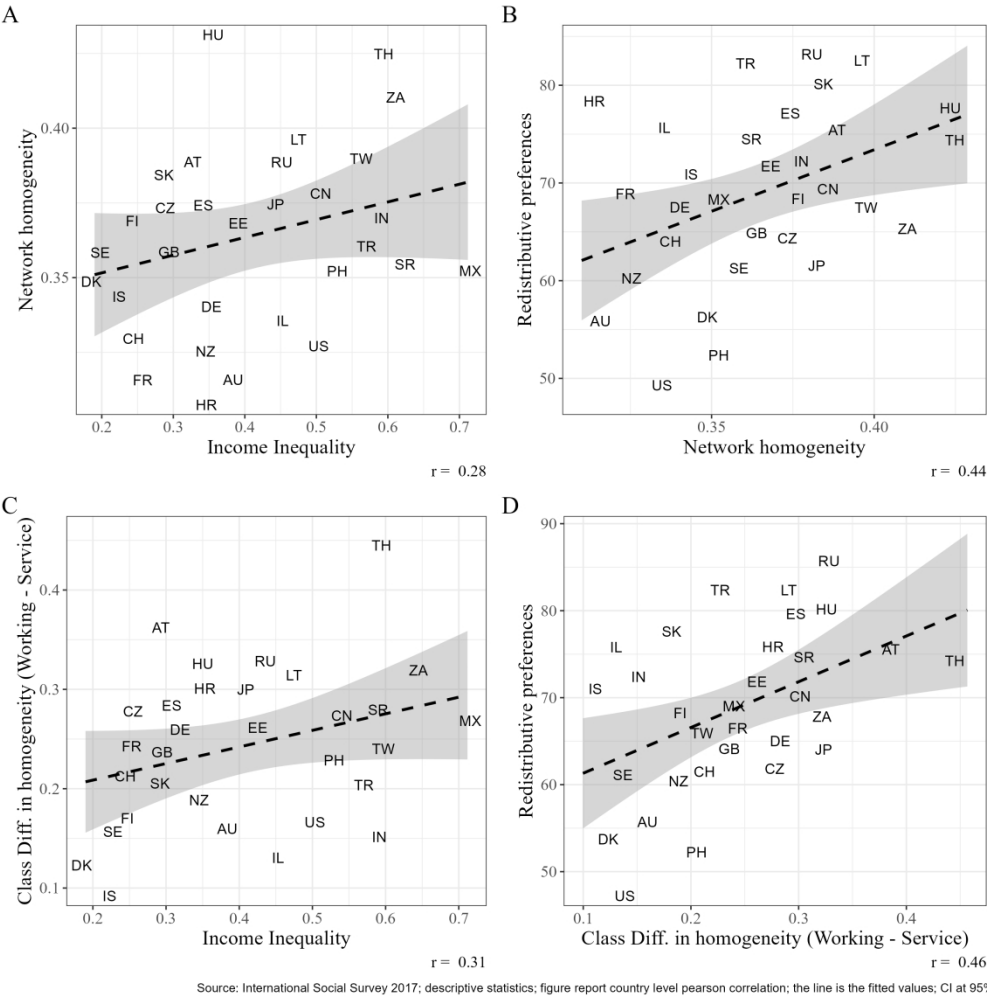 A
B
HU
TH
ZA
LT
AT
RU
TW
SK
CN
CZ
ES
JP
FI
EE
IN
SE
GB
TR
SR
DK
PH
MX
IS
DE
IL
CH
NZ
US
FR
AU
HR
0.40
0.35
Network homogeneity
0.2 0.3 0.4 0.5 0.6 0.7
Income Inequality
r = 0.28
RU
TR
LT
SK
HR
HU
ES
IL
AT
SR
TH
IN
EE
IS
CN
FR
MX
FI
DE
TW
ZA
GB
CZ
CH
JP
SE
NZ
DK
AU
PH
US
80
70
60
50
Redistributive preferences
0.35 0.40
Network homogeneity
r = 0.44
C
D
TH
AT
RU
HU
ZA
LT
HR
JP
ES
CZ
SR
CN
MX
DE
EE
FR
TW
GB
PH
CH
SK
TR
NZ
FI
US
AU
SE
IN
IL
DK
IS
0.4
0.3
0.2
0.1
Class Diff. in homogeneity (Working - Service)
0.2 0.3 0.4 0.5 0.6 0.7
Income Inequality
r = 0.31
RU
TR
LT
HU
ES
SK
IL
HR
AT
SR
TH
IN
EE
IS
CN
MX
FI
ZA
FR
TW
DE
GB
JP
CZ
CH
SE
NZ
AU
DK
PH
US
90
80
70
60
50
Redistributive preferences
0.1 0.2 0.3 0.4
Class Diff. in homogeneity (Working - Service)
r = 0.46
Source: International Social Survey 2017; descriptive statistics; figure report country level pearson correlation; the line is the fitted values; CI at 95